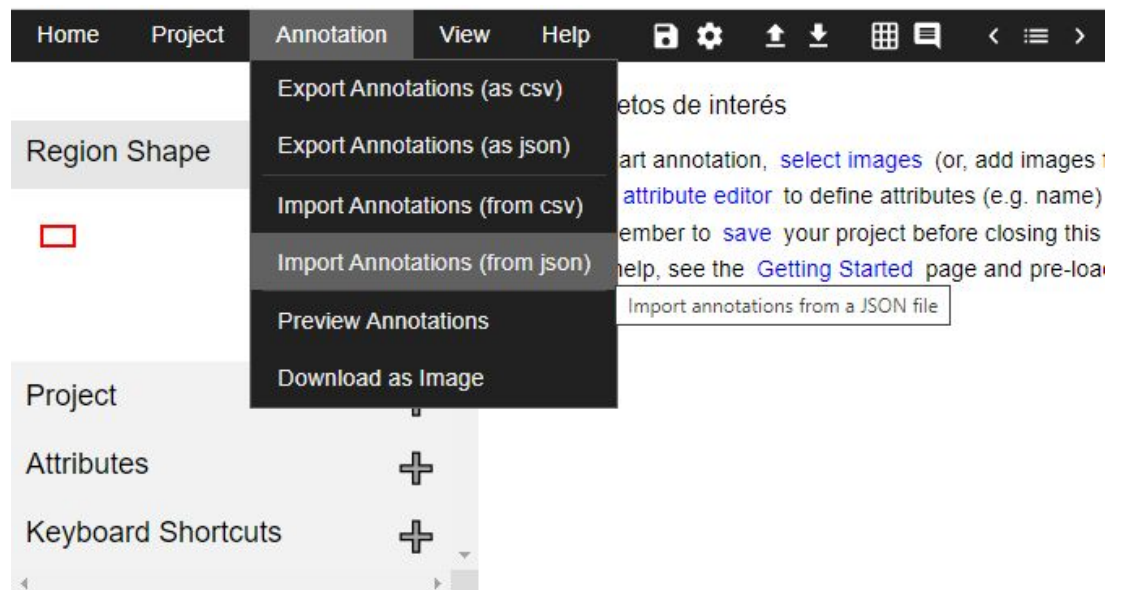 Home Project Annotation View Help
Export Annotations (as csv)
etos de interés
Region Shape
Export Annotations (as json)
art annotation, select images (or, add images
Import Annotations (from csv)
attribute editor to define attributes (e.g. name)
ember to save your project before closing this
Import Annotations (from json)
help, see the Getting Started page and pre-loa
Import annotations from a JSON file
Preview Annotations
Download as Image
Project
Attributes
Keyboard Shortcuts